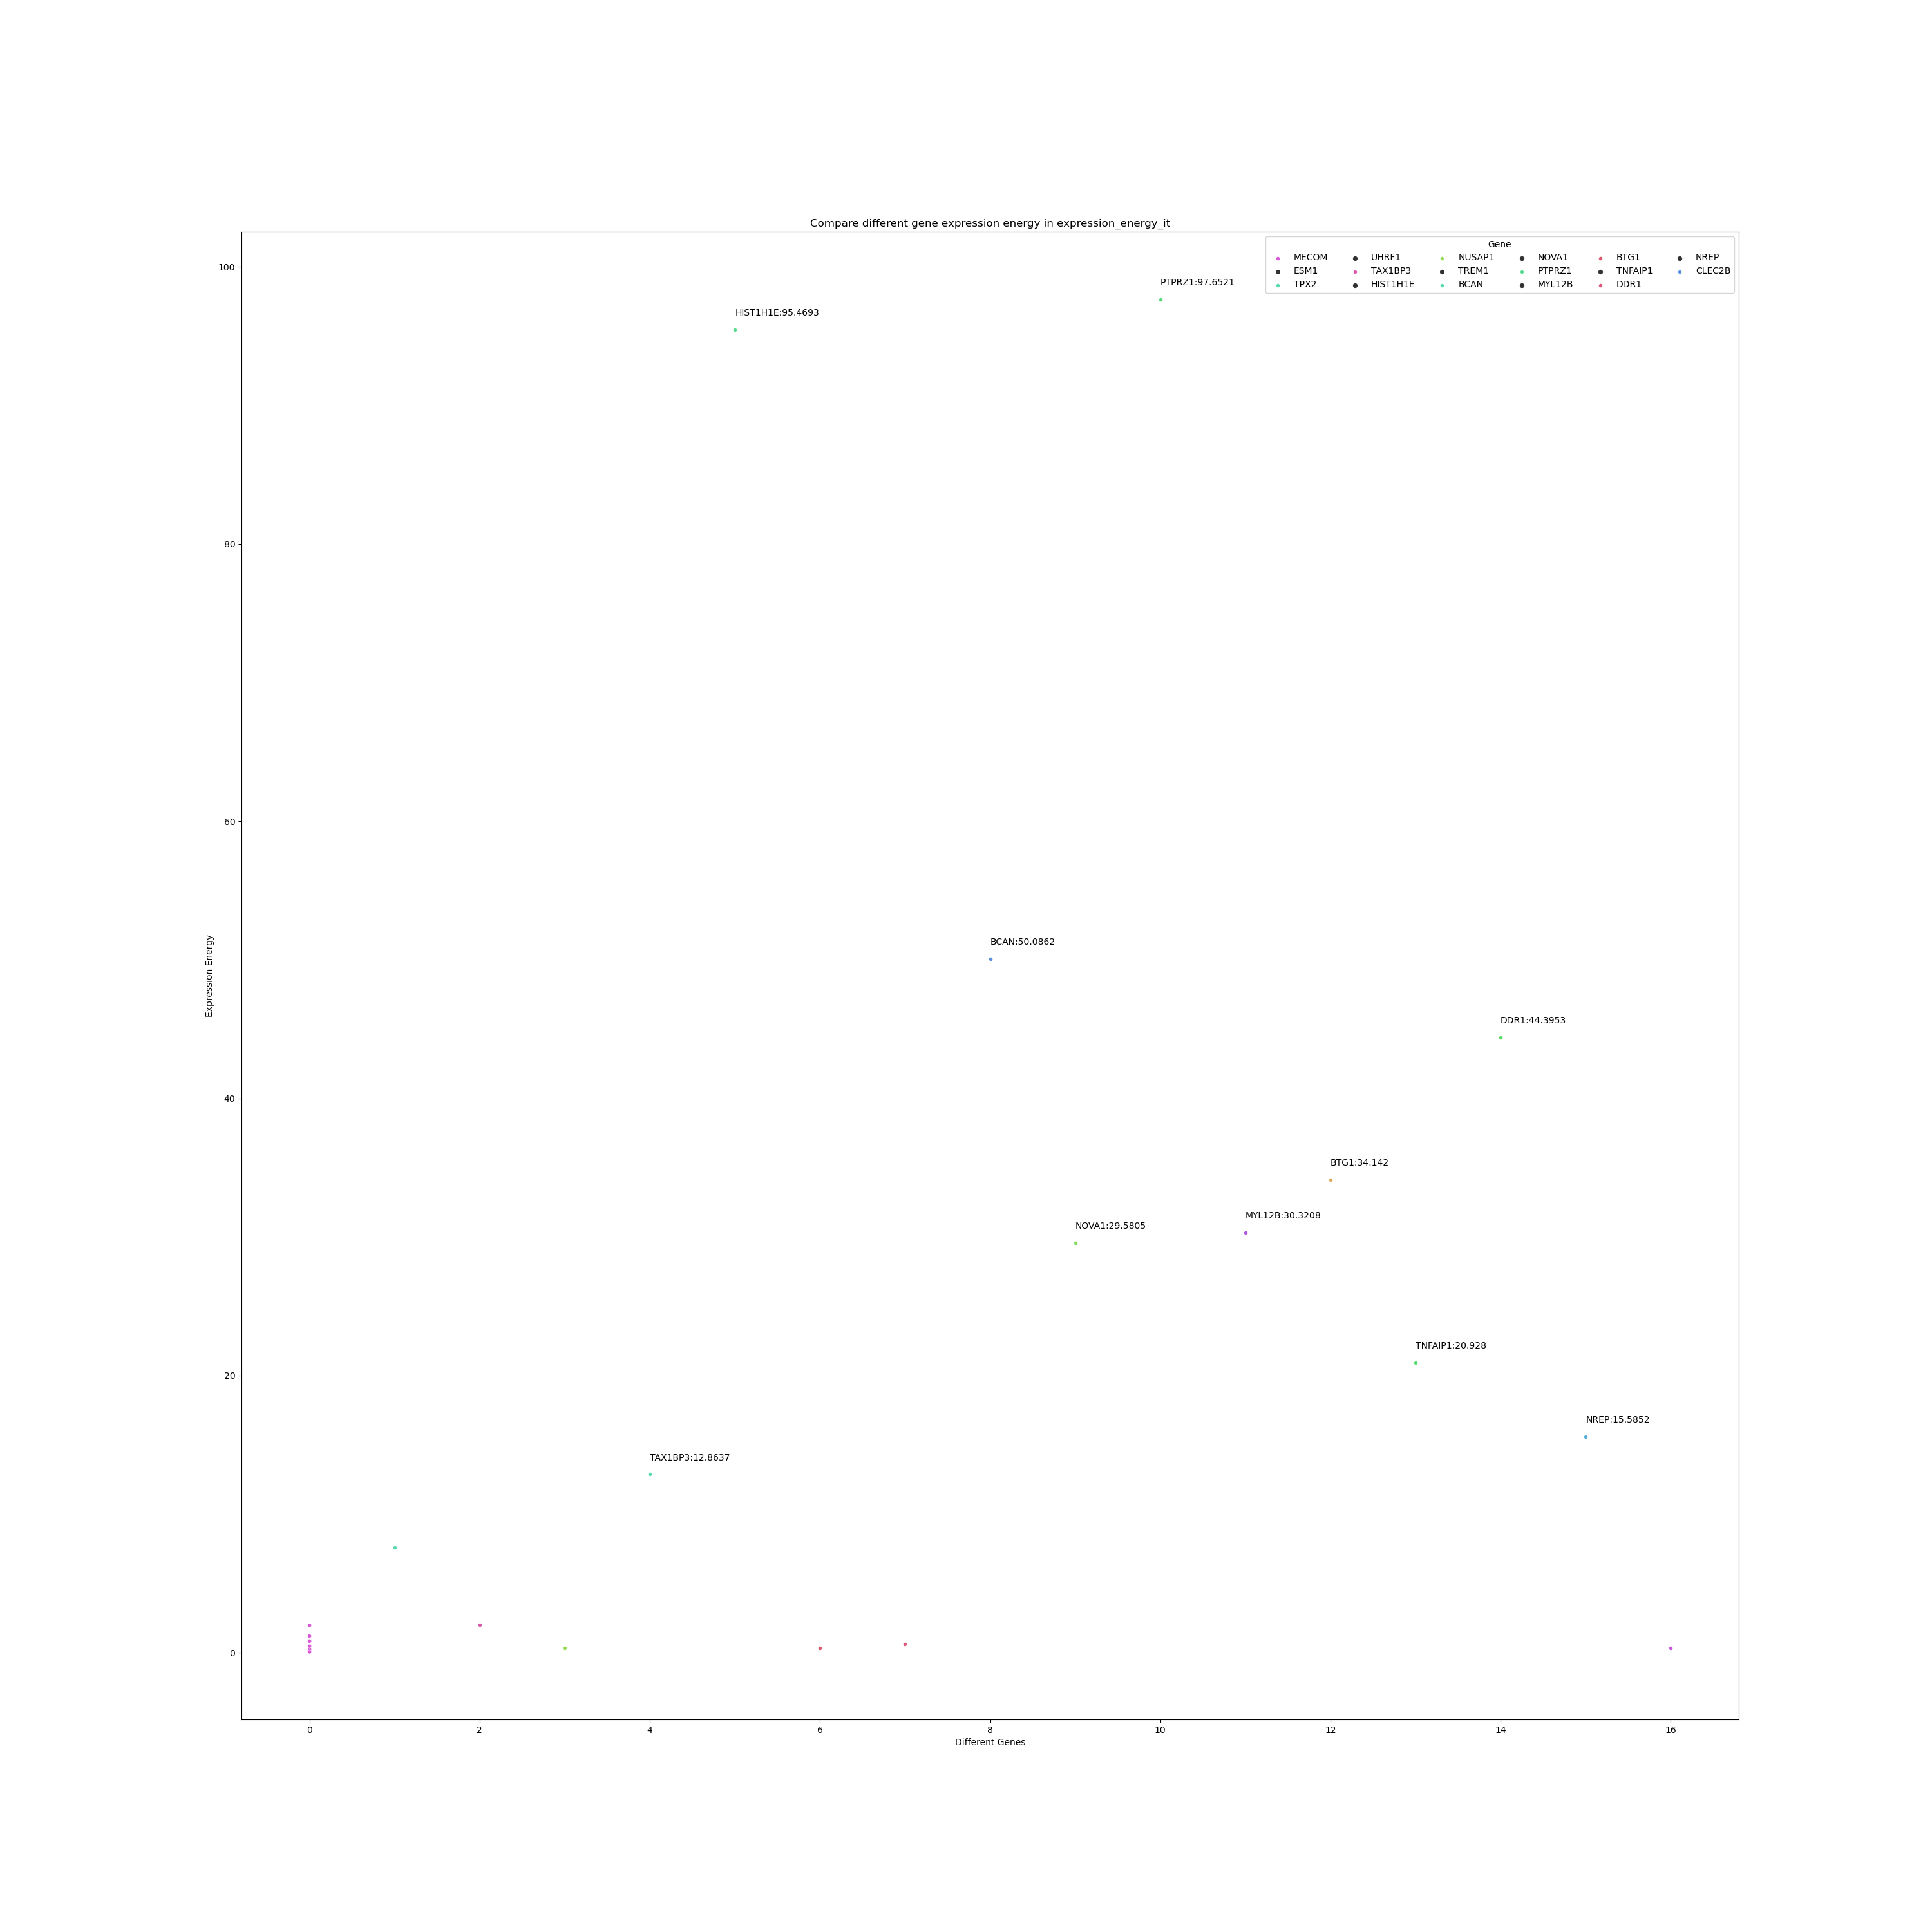 Compare different gene expression energy in expression_energy_it
Gene
MECOM UHRF1 NUSAP1 NOVA1 BTG1 NREP
ESM1 TAX1BP3 TREM1 PTPRZ1 TNFAIP1 CLEC2B
TPX2 HIST1H1E BCAN MYL12B DDR1
100
PTPRZ1:97.6521
HIST1H1E:95.4693
80
60
BCAN:50.0862
Expression Energy
DDR1:44.3953
40
BTG1:34.142
MYL12B:30.3208
NOVA1:29.5805
TNFAIP1:20.928
20
NREP:15.5852
TAX1BP3:12.8637
0
0 2 4 6 8 10 12 14 16
Different Genes